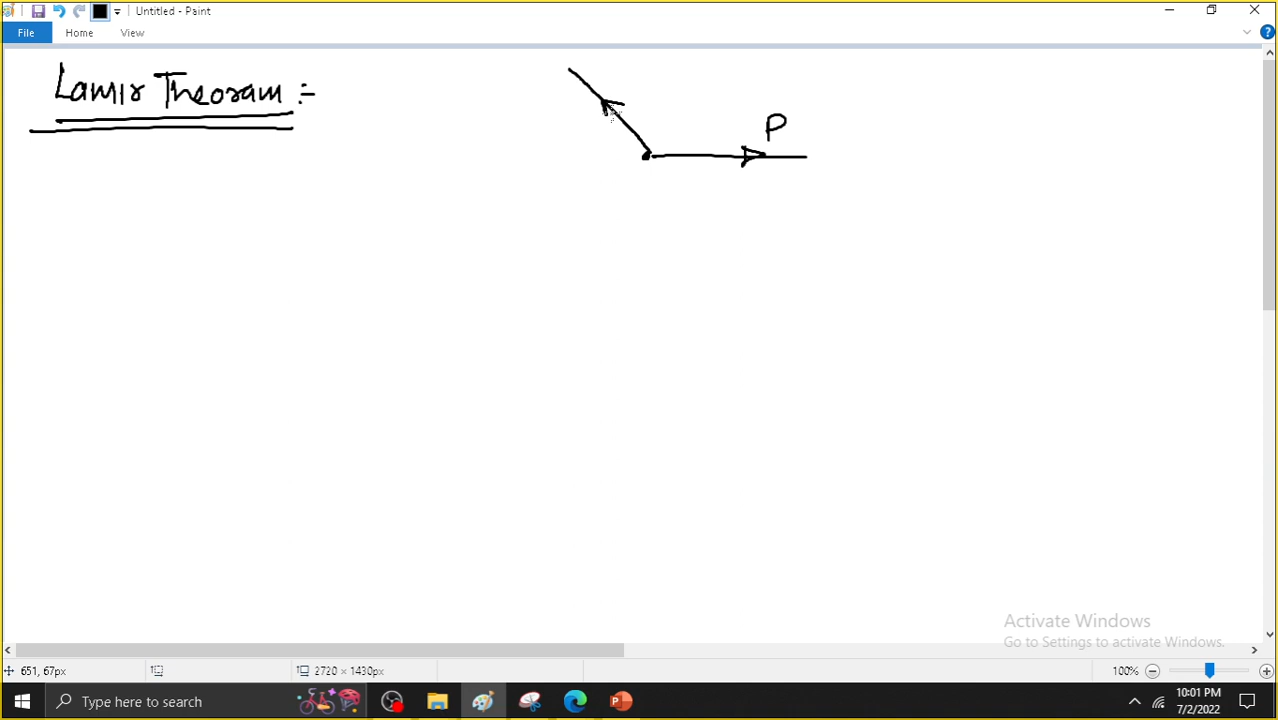 Untitled - Paint
File Home View
Lamir Theoram :-
P
Activate Windows
Go to Settings to activate Windows.
651, 67px
2720 × 1430px
100%
Type here to search
10:01 PM
7/2/2022